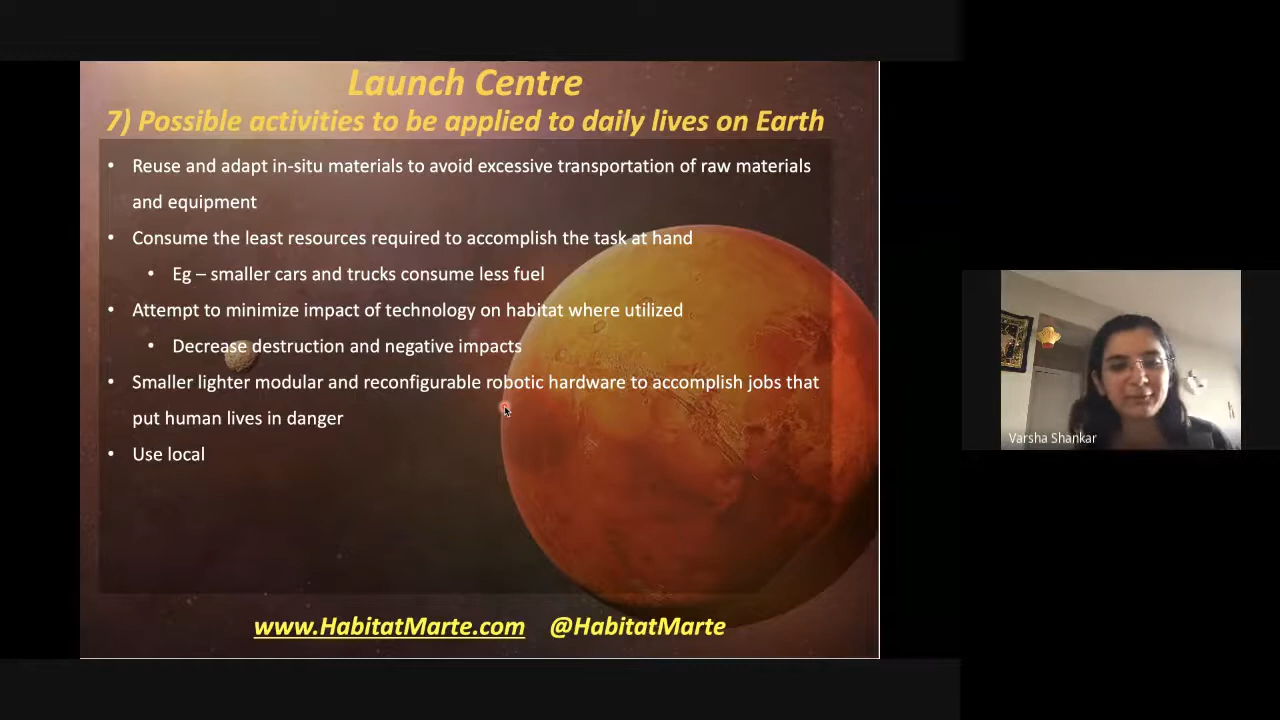 Launch Centre
7) Possible activities to be applied to daily lives on Earth
• Reuse and adapt in-situ materials to avoid excessive transportation of raw materials
and equipment
• Consume the least resources required to accomplish the task at hand
• Eg – smaller cars and trucks consume less fuel
• Attempt to minimize impact of technology on habitat where utilized
• Decrease destruction and negative impacts
• Smaller lighter modular and reconfigurable robotic hardware to accomplish jobs that
put human lives in danger
• Use local
www.HabitatMarte.com @HabitatMarte
Varsha Shankar